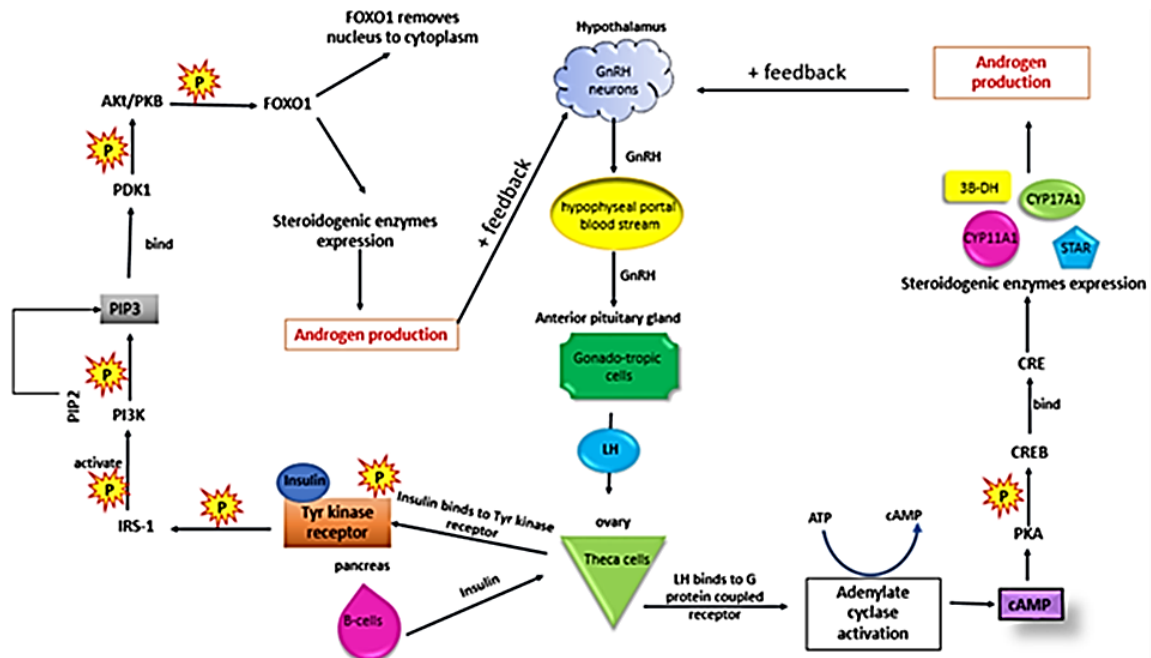 FOXO1 removes
nucleus to cytoplasm
P
AKt/PKB
FOXO1
P
PDK1
bind
PIP3
P
PIP2
PI3K
activate
P
IRS-1
P
Steroidogenic enzymes
expression
Androgen production
+ feedback
Hypothalamus
GnRH
neurons
GnRH
hypophyseal portal
blood stream
GnRH
Anterior pituitary gland
Gonado-tropic
cells
LH
ovary
Theca cells
Insulin
P
Tyr kinase
receptor
Insulin binds to Tyr kinase
receptor
pancreas
B-cells
Insulin
LH binds to G
protein coupled
receptor
ATP
cAMP
Adenylate
cyclase
activation
cAMP
PKA
P
CREB
bind
CRE
Steroidogenic enzymes expression
3B-DH
CYP17A1
CYP11A1
STAR
Androgen
production
+ feedback